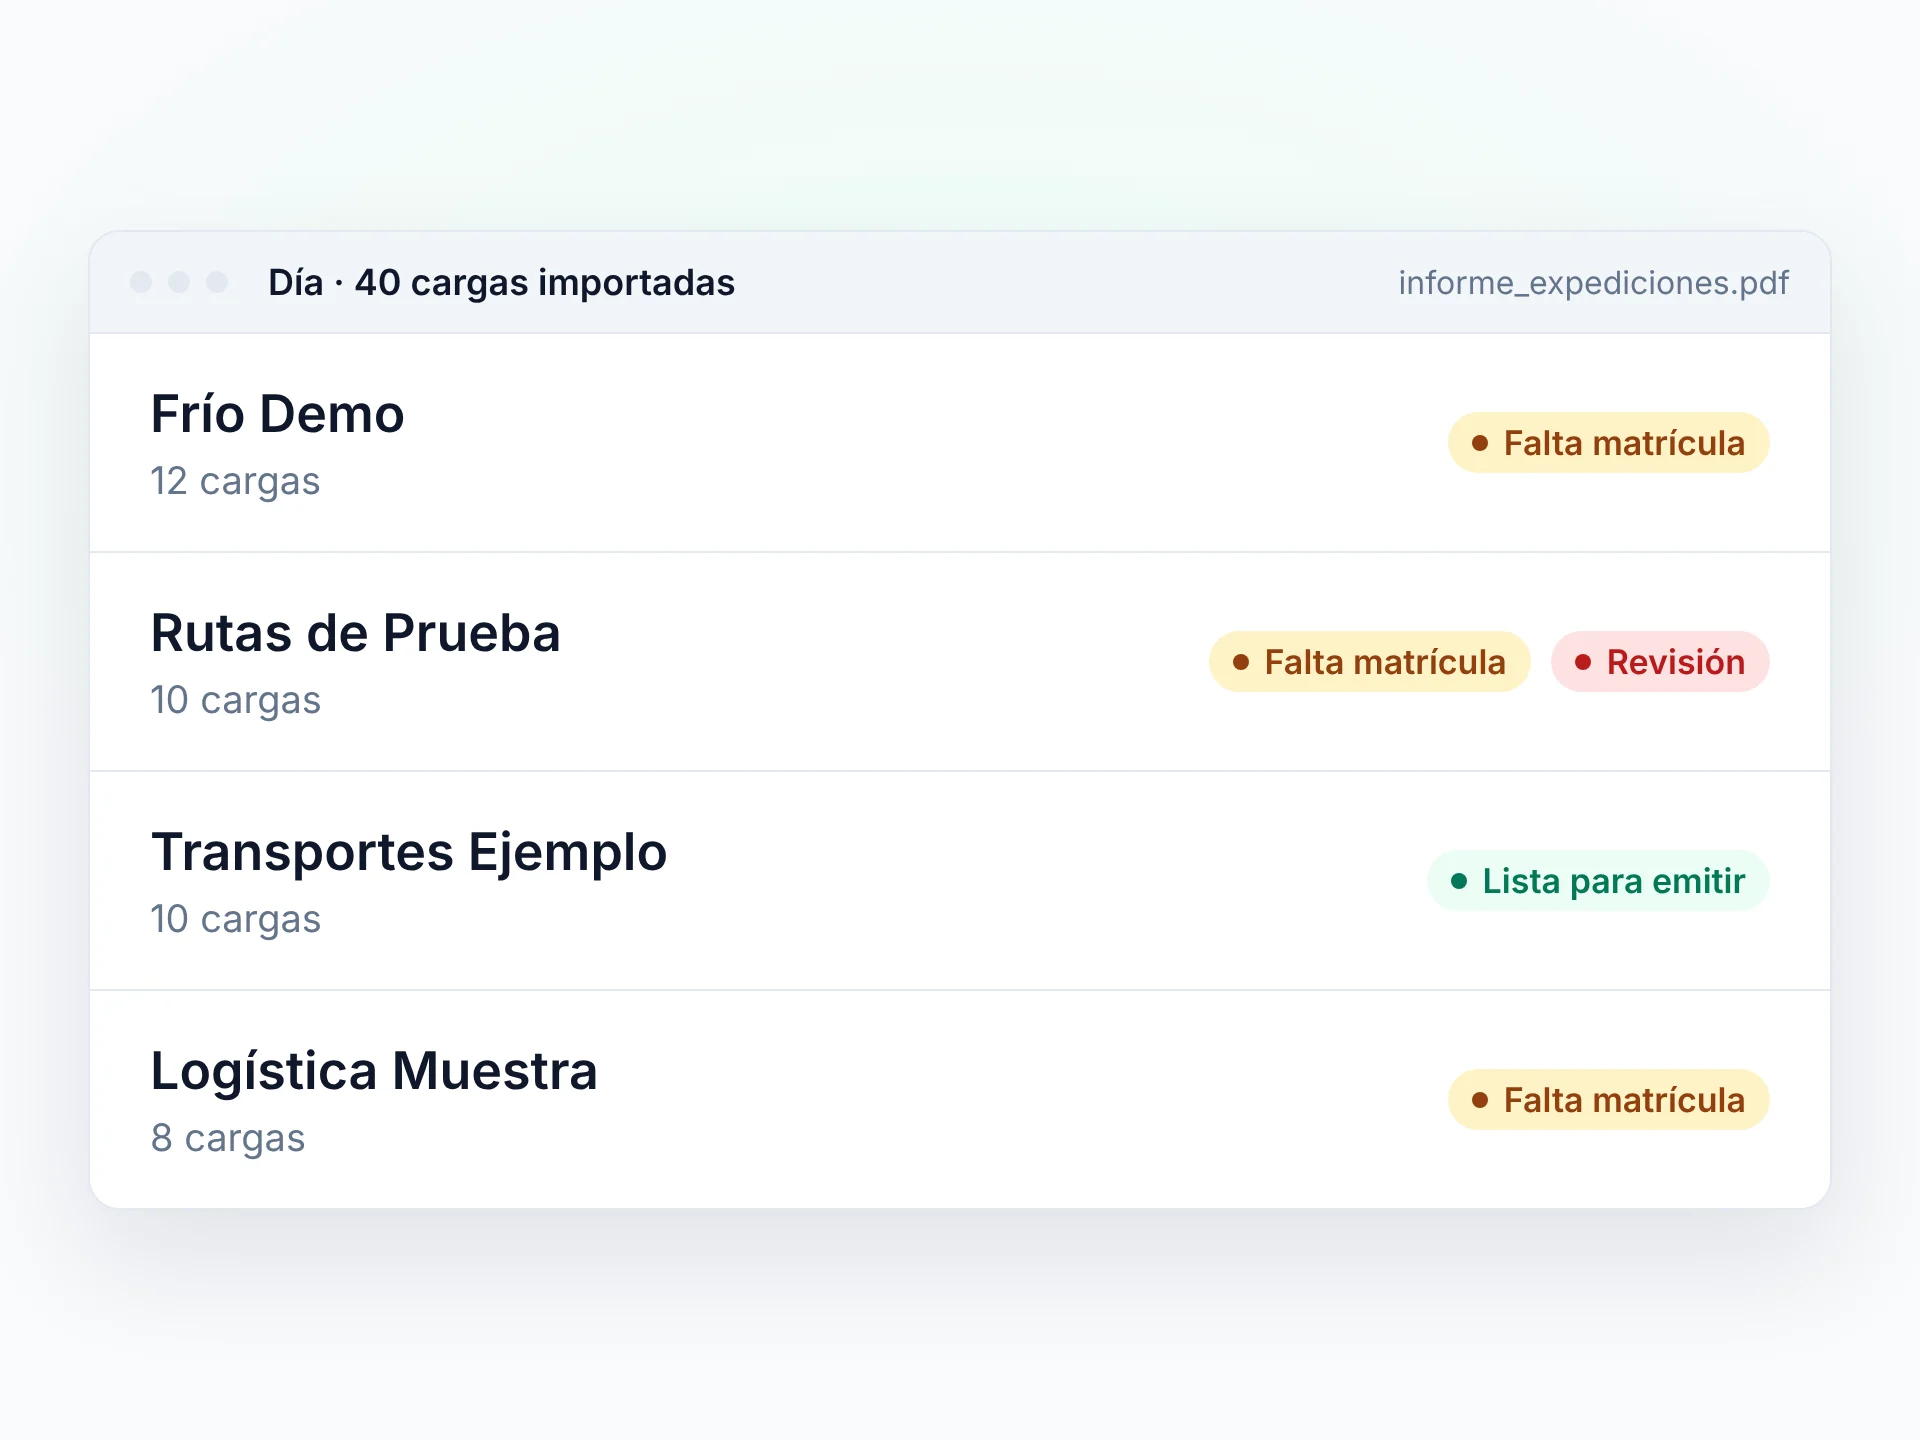 Día · 40 cargas importadas
informe_expediciones.pdf
Frío Demo
12 cargas
Falta matrícula
Rutas de Prueba
10 cargas
Falta matrícula
Revisión
Transportes Ejemplo
10 cargas
Lista para emitir
Logística Muestra
8 cargas
Falta matrícula